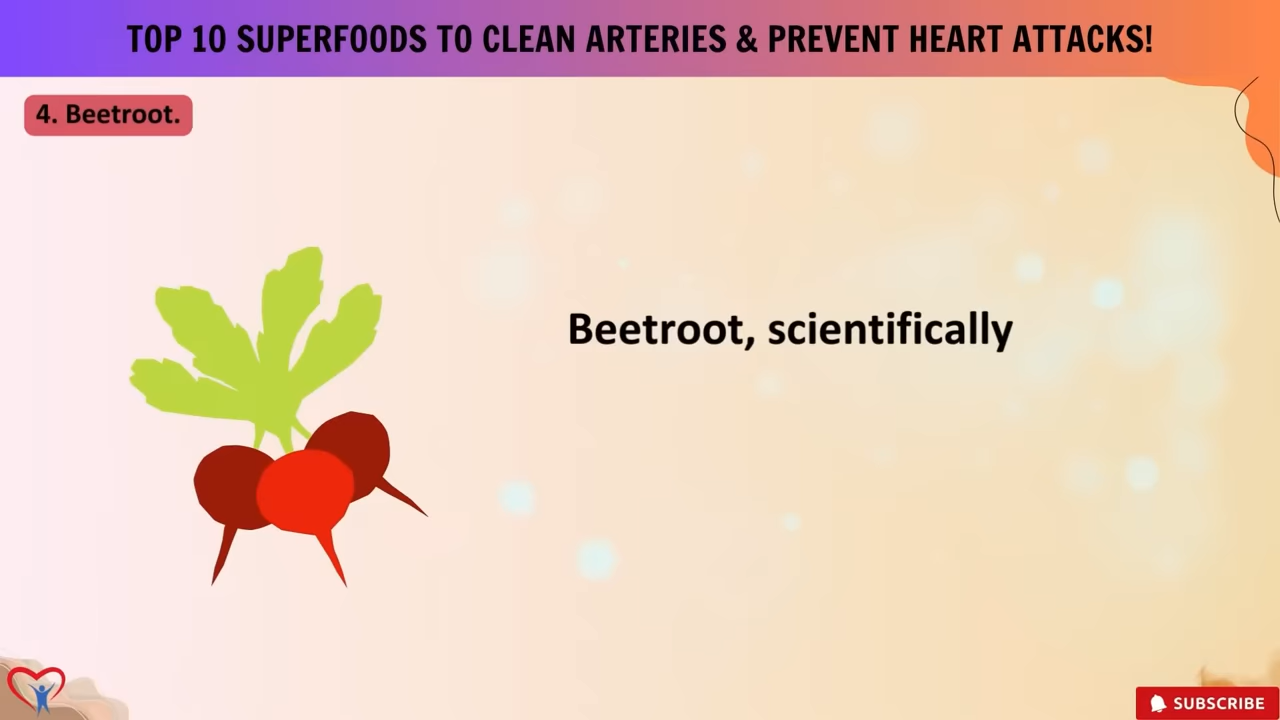 TOP 10 SUPERFOODS TO CLEAN ARTERIES & PREVENT HEART ATTACKS!
4. Beetroot.
Beetroot, scientifically
SUBSCRIBE